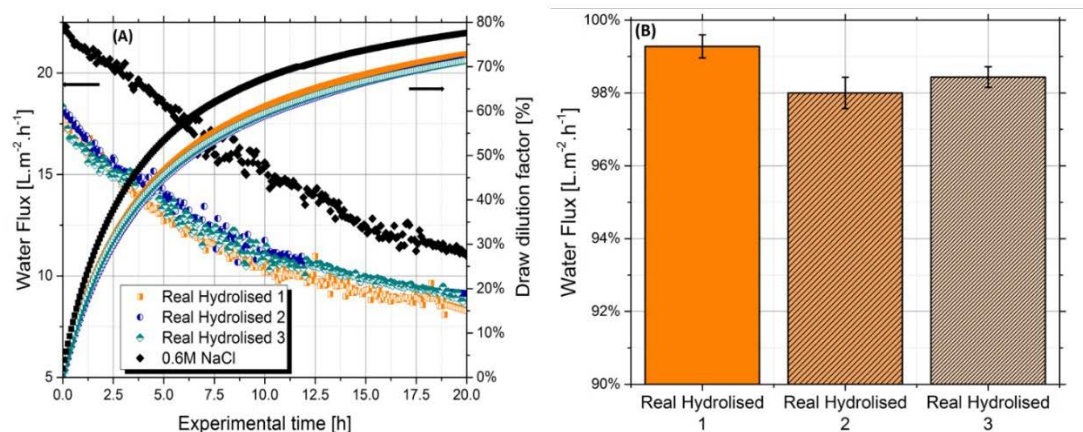 (A)
Water Flux [L.m-2.h-1]
20
15
10
5
80%
70%
60%
50%
40%
30%
20%
10%
0%
Draw dilution factor [%]
Real Hydrolised 1
Real Hydrolised 2
Real Hydrolised 3
0.6M NaCl
0.0 2.5 5.0 7.5 10.0 12.5 15.0 17.5 20.0
Experimental time [h]
(B)
Water Flux [L.m-2.h-1]
100%
98%
96%
94%
92%
90%
Real Hydrolised Real Hydrolised Real Hydrolised
1 2 3